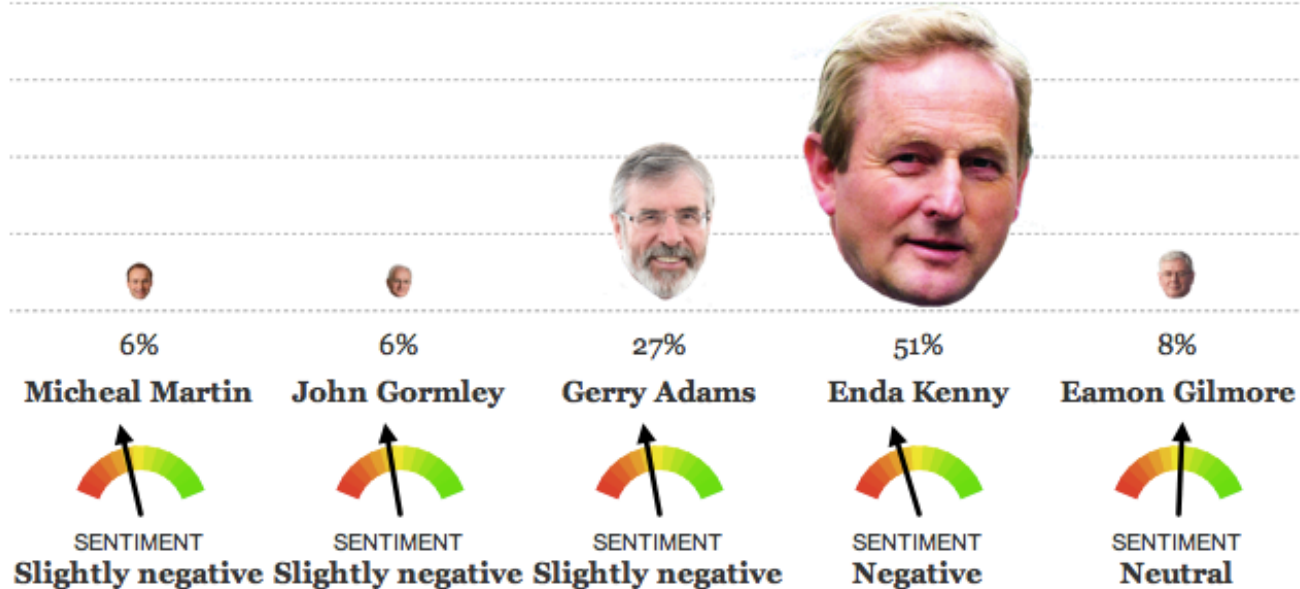 6% 6% 27% 51% 8%
Micheal Martin John Gormley Gerry Adams Enda Kenny Eamon Gilmore
SENTIMENT SENTIMENT SENTIMENT SENTIMENT SENTIMENT
Slightly negative Slightly negative Slightly negative Negative Neutral